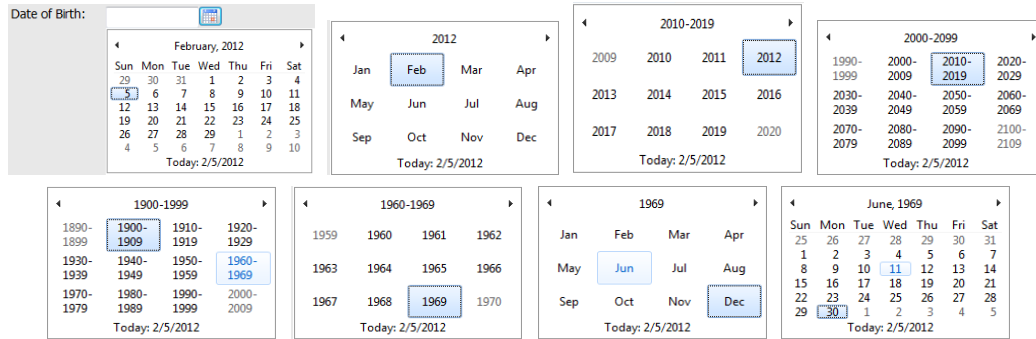 Date of Birth:
February, 2012
Sun Mon Tue Wed Thu Fri Sat
29 30 31 1 2 3 4
5 6 7 8 9 10 11
12 13 14 15 16 17 18
19 20 21 22 23 24 25
26 27 28 29 1 2 3
4 5 6 7 8 9 10
Today: 2/5/2012
2012
Jan Feb Mar Apr
May Jun Jul Aug
Sep Oct Nov Dec
Today: 2/5/2012
2010-2019
2009 2010 2011 2012
2013 2014 2015 2016
2017 2018 2019 2020
Today: 2/5/2012
2000-2099
1990- 2000- 2010- 2020-
1999 2009 2019 2029
2030- 2040- 2050- 2060-
2039 2049 2059 2069
2070- 2080- 2090- 2100-
2079 2089 2099 2109
Today: 2/5/2012
1900-1999
1890- 1900- 1910- 1920-
1899 1909 1919 1929
1930- 1940- 1950- 1960-
1939 1949 1959 1969
1970- 1980- 1990- 2000-
1979 1989 1999 2009
Today: 2/5/2012
1960-1969
1959 1960 1961 1962
1963 1964 1965 1966
1967 1968 1969 1970
Today: 2/5/2012
1969
Jan Feb Mar Apr
May Jun Jul Aug
Sep Oct Nov Dec
Today: 2/5/2012
June, 1969
Sun Mon Tue Wed Thu Fri Sat
25 26 27 28 29 30 31
1 2 3 4 5 6 7
8 9 10 11 12 13 14
15 16 17 18 19 20 21
22 23 24 25 26 27 28
29 30 1 2 3 4 5
Today: 2/5/2012